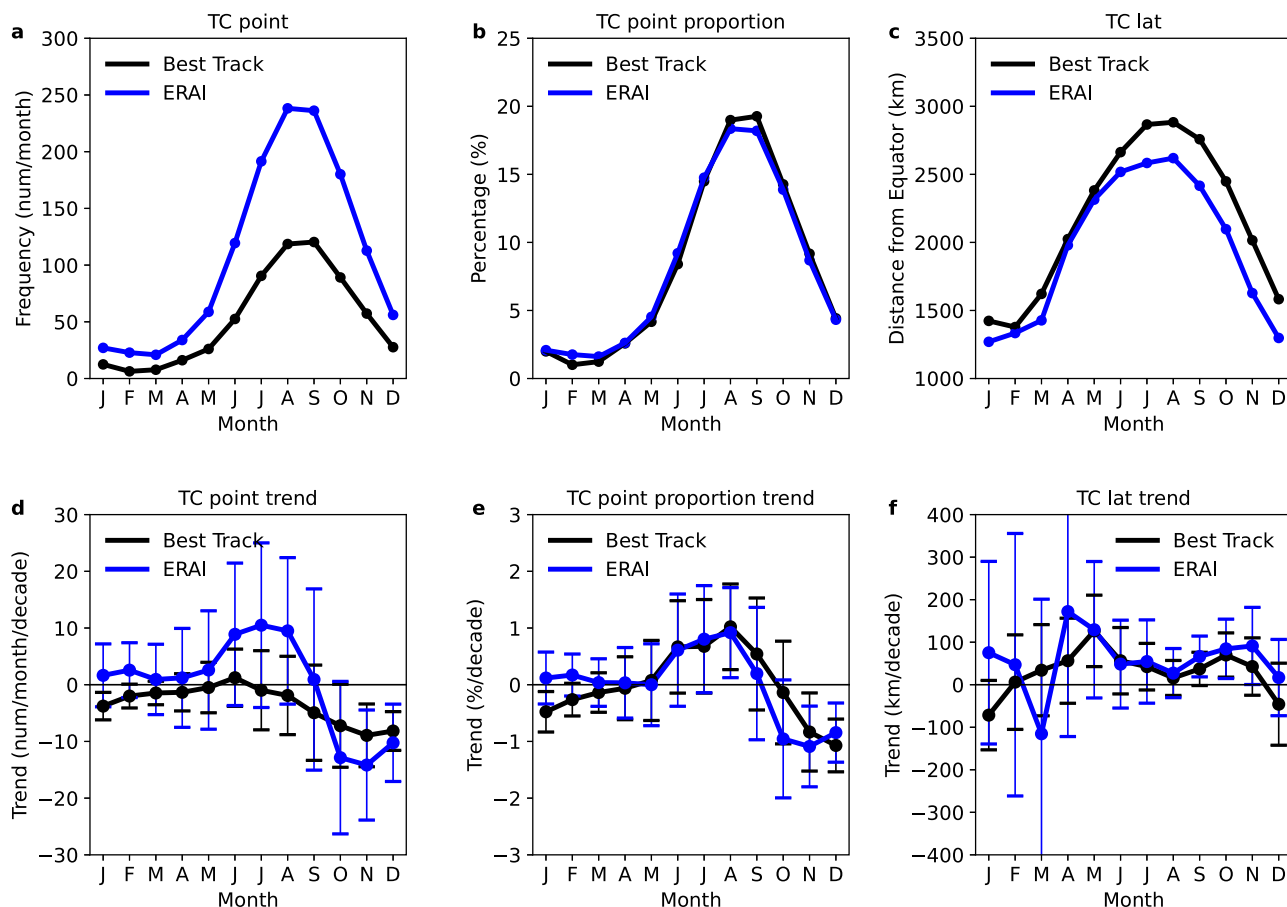 a
TC point
300
250
200
150
100
50
0
Frequency (num/month)
Best Track
ERAI
J F M A M J J A S O N D
Month
b
TC point proportion
25
20
15
10
5
0
Percentage (%)
Best Track
ERAI
J F M A M J J A S O N D
Month
c
TC lat
3500
3000
2500
2000
1500
1000
Distance from Equator (km)
Best Track
ERAI
J F M A M J J A S O N D
Month
d
TC point trend
30
20
10
0
−10
−20
−30
Trend (num/month/decade)
Best Track
ERAI
J F M A M J J A S O N D
Month
e
TC point proportion trend
3
2
1
0
−1
−2
−3
Trend (%/decade)
Best Track
ERAI
J F M A M J J A S O N D
Month
f
TC lat trend
400
300
200
100
0
−100
−200
−300
−400
Trend (km/decade)
Best Track
ERAI
J F M A M J J A S O N D
Month